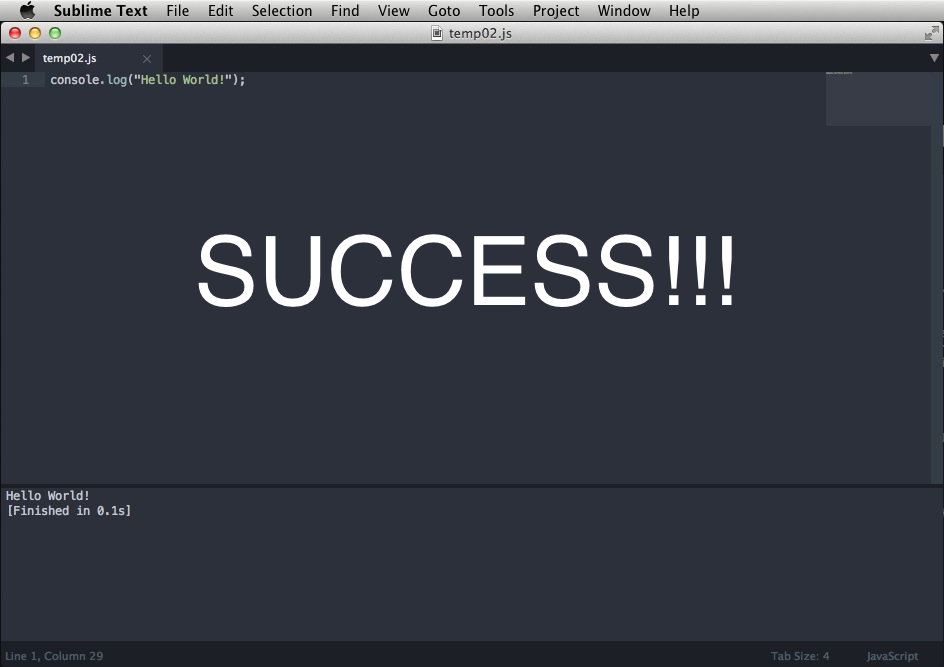 Sublime Text File Edit Selection Find View Goto Tools Project Window Help
temp02.js
temp02.js
1 console.log("Hello World!");
SUCCESS!!!
Hello World!
[Finished in 0.1s]
Line 1, Column 29 Tab Size: 4 JavaScript